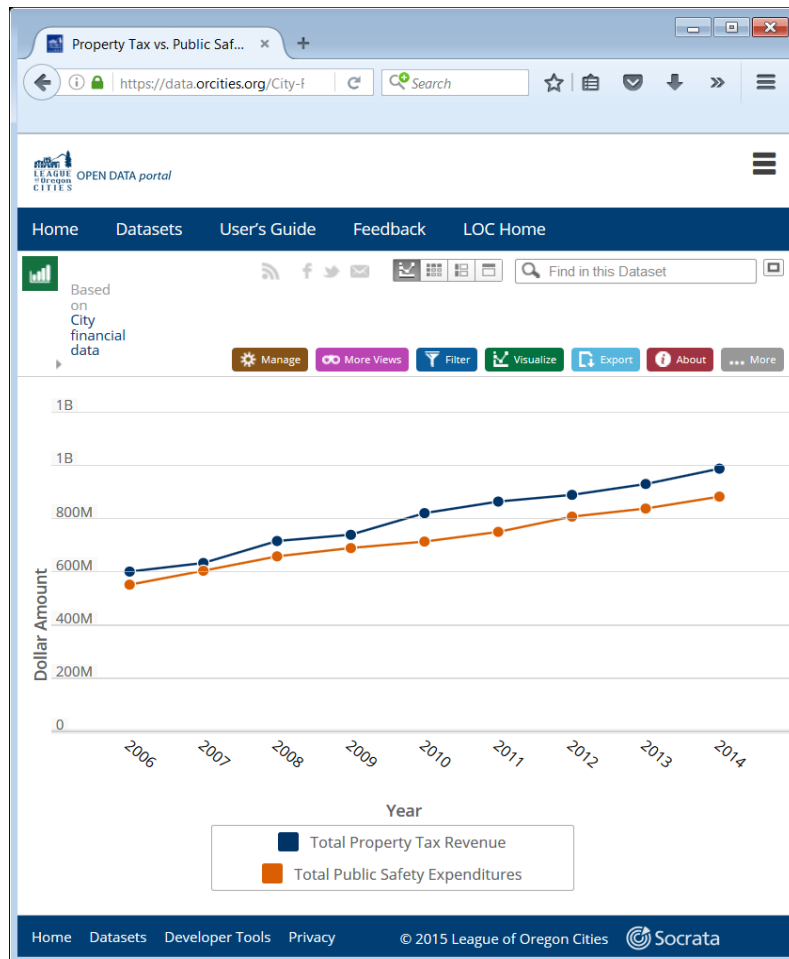 Property Tax vs. Public Saf... × +
https://data.orcities.org/City-F
Search
LEAGUE
of Oregon
CITIES
OPEN DATA portal
Home Datasets User's Guide Feedback LOC Home
Based
on
City
financial
data
Find in this Dataset
Manage More Views Filter Visualize Export About More
1B
1B
800M
600M
400M
200M
0
Dollar Amount
2006 2007 2008 2009 2010 2011 2012 2013 2014
Year
Total Property Tax Revenue
Total Public Safety Expenditures
Home Datasets Developer Tools Privacy © 2015 League of Oregon Cities Socrata